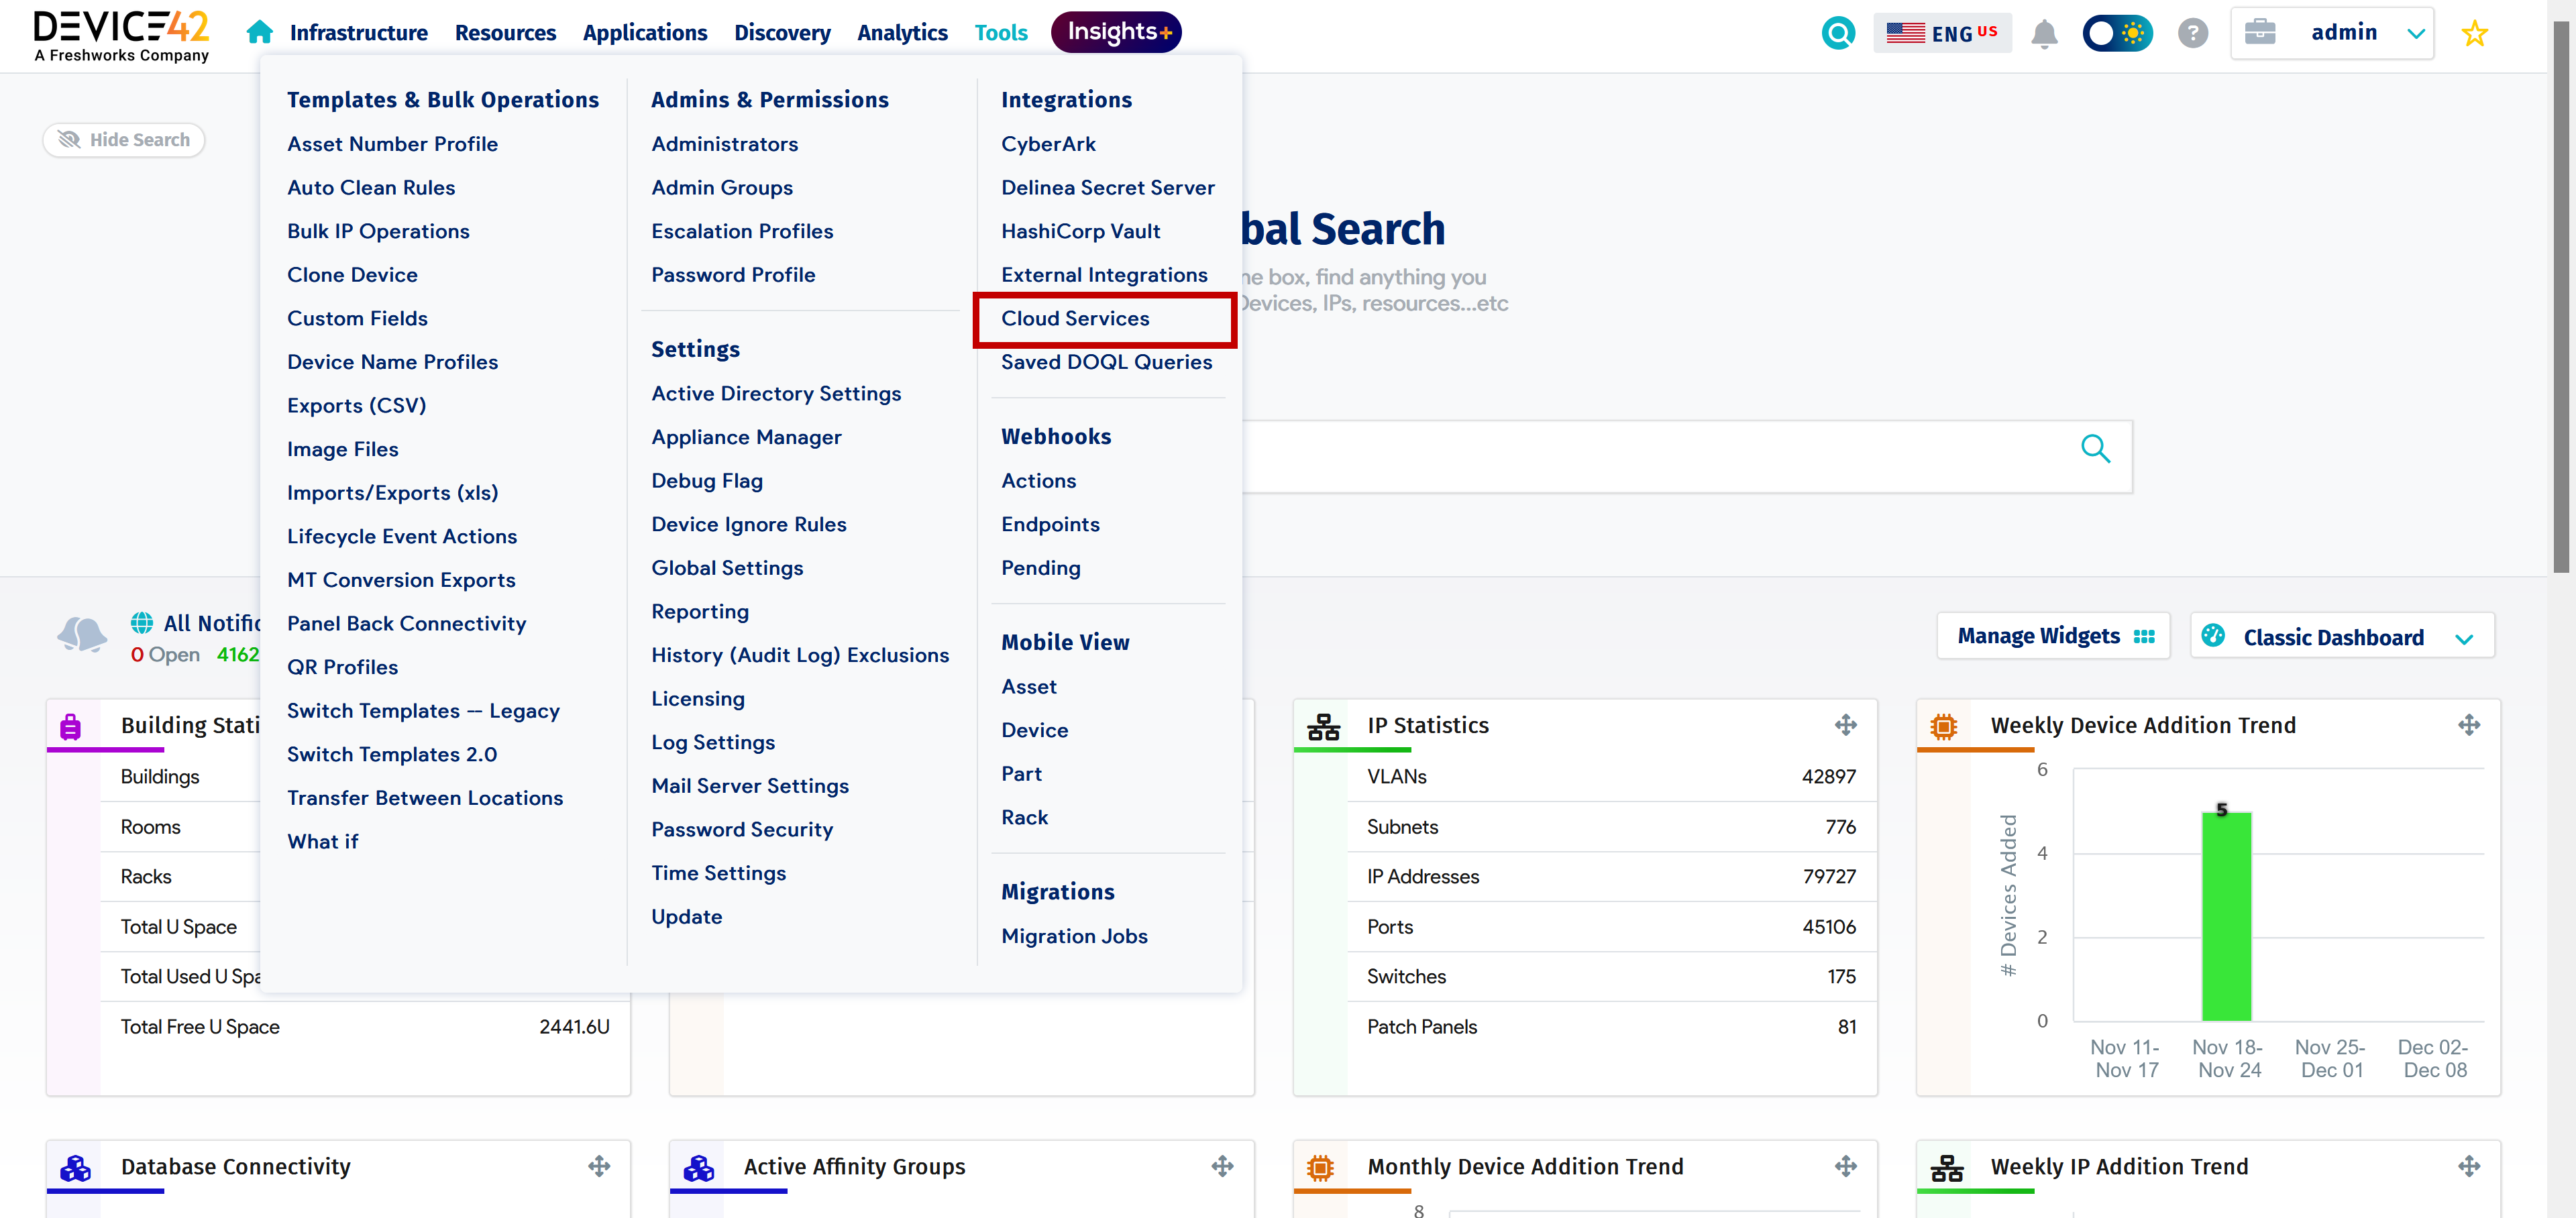 DEVICE42
A Freshworks Company
Infrastructure
Resources
Applications
Discovery
Analytics
Tools
Insights+
ENG US
?
admin
Hide Search
Templates & Bulk Operations
Asset Number Profile
Auto Clean Rules
Bulk IP Operations
Clone Device
Custom Fields
Device Name Profiles
Exports (CSV)
Image Files
Imports/Exports (xls)
Lifecycle Event Actions
MT Conversion Exports
Panel Back Connectivity
QR Profiles
Switch Templates -- Legacy
Switch Templates 2.0
Transfer Between Locations
What if
Admins & Permissions
Administrators
Admin Groups
Escalation Profiles
Password Profile
Settings
Active Directory Settings
Appliance Manager
Debug Flag
Device Ignore Rules
Global Settings
Reporting
History (Audit Log) Exclusions
Licensing
Log Settings
Mail Server Settings
Password Security
Time Settings
Update
Integrations
CyberArk
Delinea Secret Server
HashiCorp Vault
External Integrations
Cloud Services
Saved DOQL Queries
Webhooks
Actions
Endpoints
Pending
Mobile View
Asset
Device
Part
Rack
Migrations
Migration Jobs
bal Search
ne box, find anything you
Devices, IPs, resources...etc
All Notific
0 Open 4162
Manage Widgets
Classic Dashboard
Building Stati
Buildings
Rooms
Racks
Total U Space
Total Used U Spa
Total Free U Space 2441.6U
IP Statistics
VLANs 42897
Subnets 776
IP Addresses 79727
Ports 45106
Switches 175
Patch Panels 81
Weekly Device Addition Trend
# Devices Added
6
4
2
0
5
Nov 11-
Nov 17
Nov 18-
Nov 24
Nov 25-
Dec 01
Dec 02-
Dec 08
Database Connectivity
Active Affinity Groups
Monthly Device Addition Trend
8
Weekly IP Addition Trend